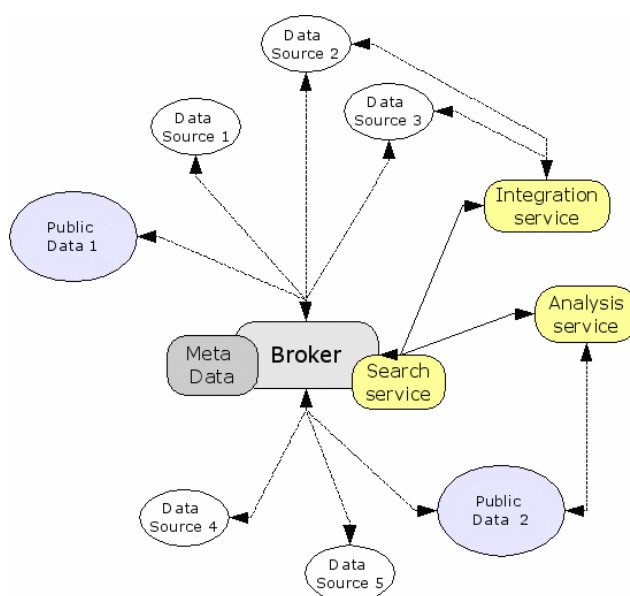 Data
Source 2
Data
Source 3
Data
Source 1
Integration
service
Public
Data 1
Analysis
service
Broker
Meta
Data
Search
service
Data
Source 4
Public
Data 2
Data
Source 5